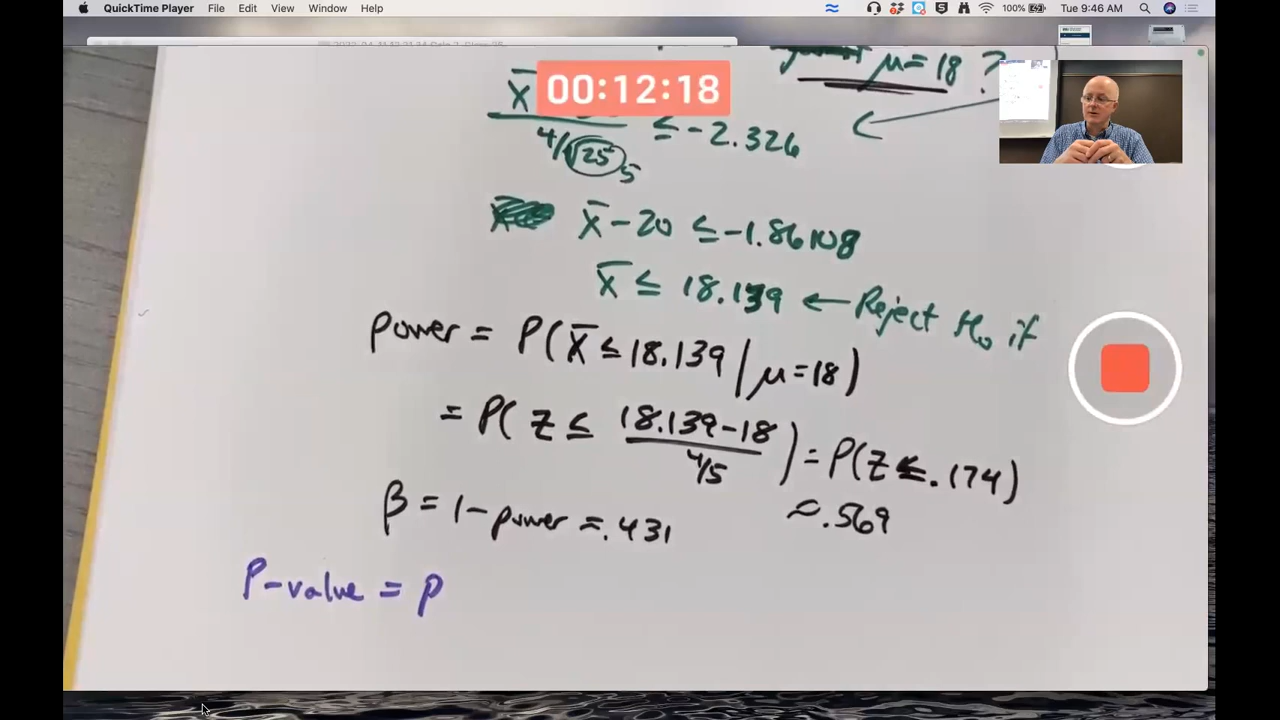 QuickTime Player File Edit View Window Help 100% Tue 9:46 AM
μ = 18 ?
00:12:18
X̄
4/√25 ≤ -2.326
5
X̄ - 20 ≤ -1.86108
X̄ ≤ 18.139 ← Reject H₀ if
power = P(X̄ ≤ 18.139 | μ = 18)
= P(Z ≤ 18.139-18 / 4/5) = P(Z ≤ .174)
≈ .569
β = 1 - power ≈ .431
P-value = P